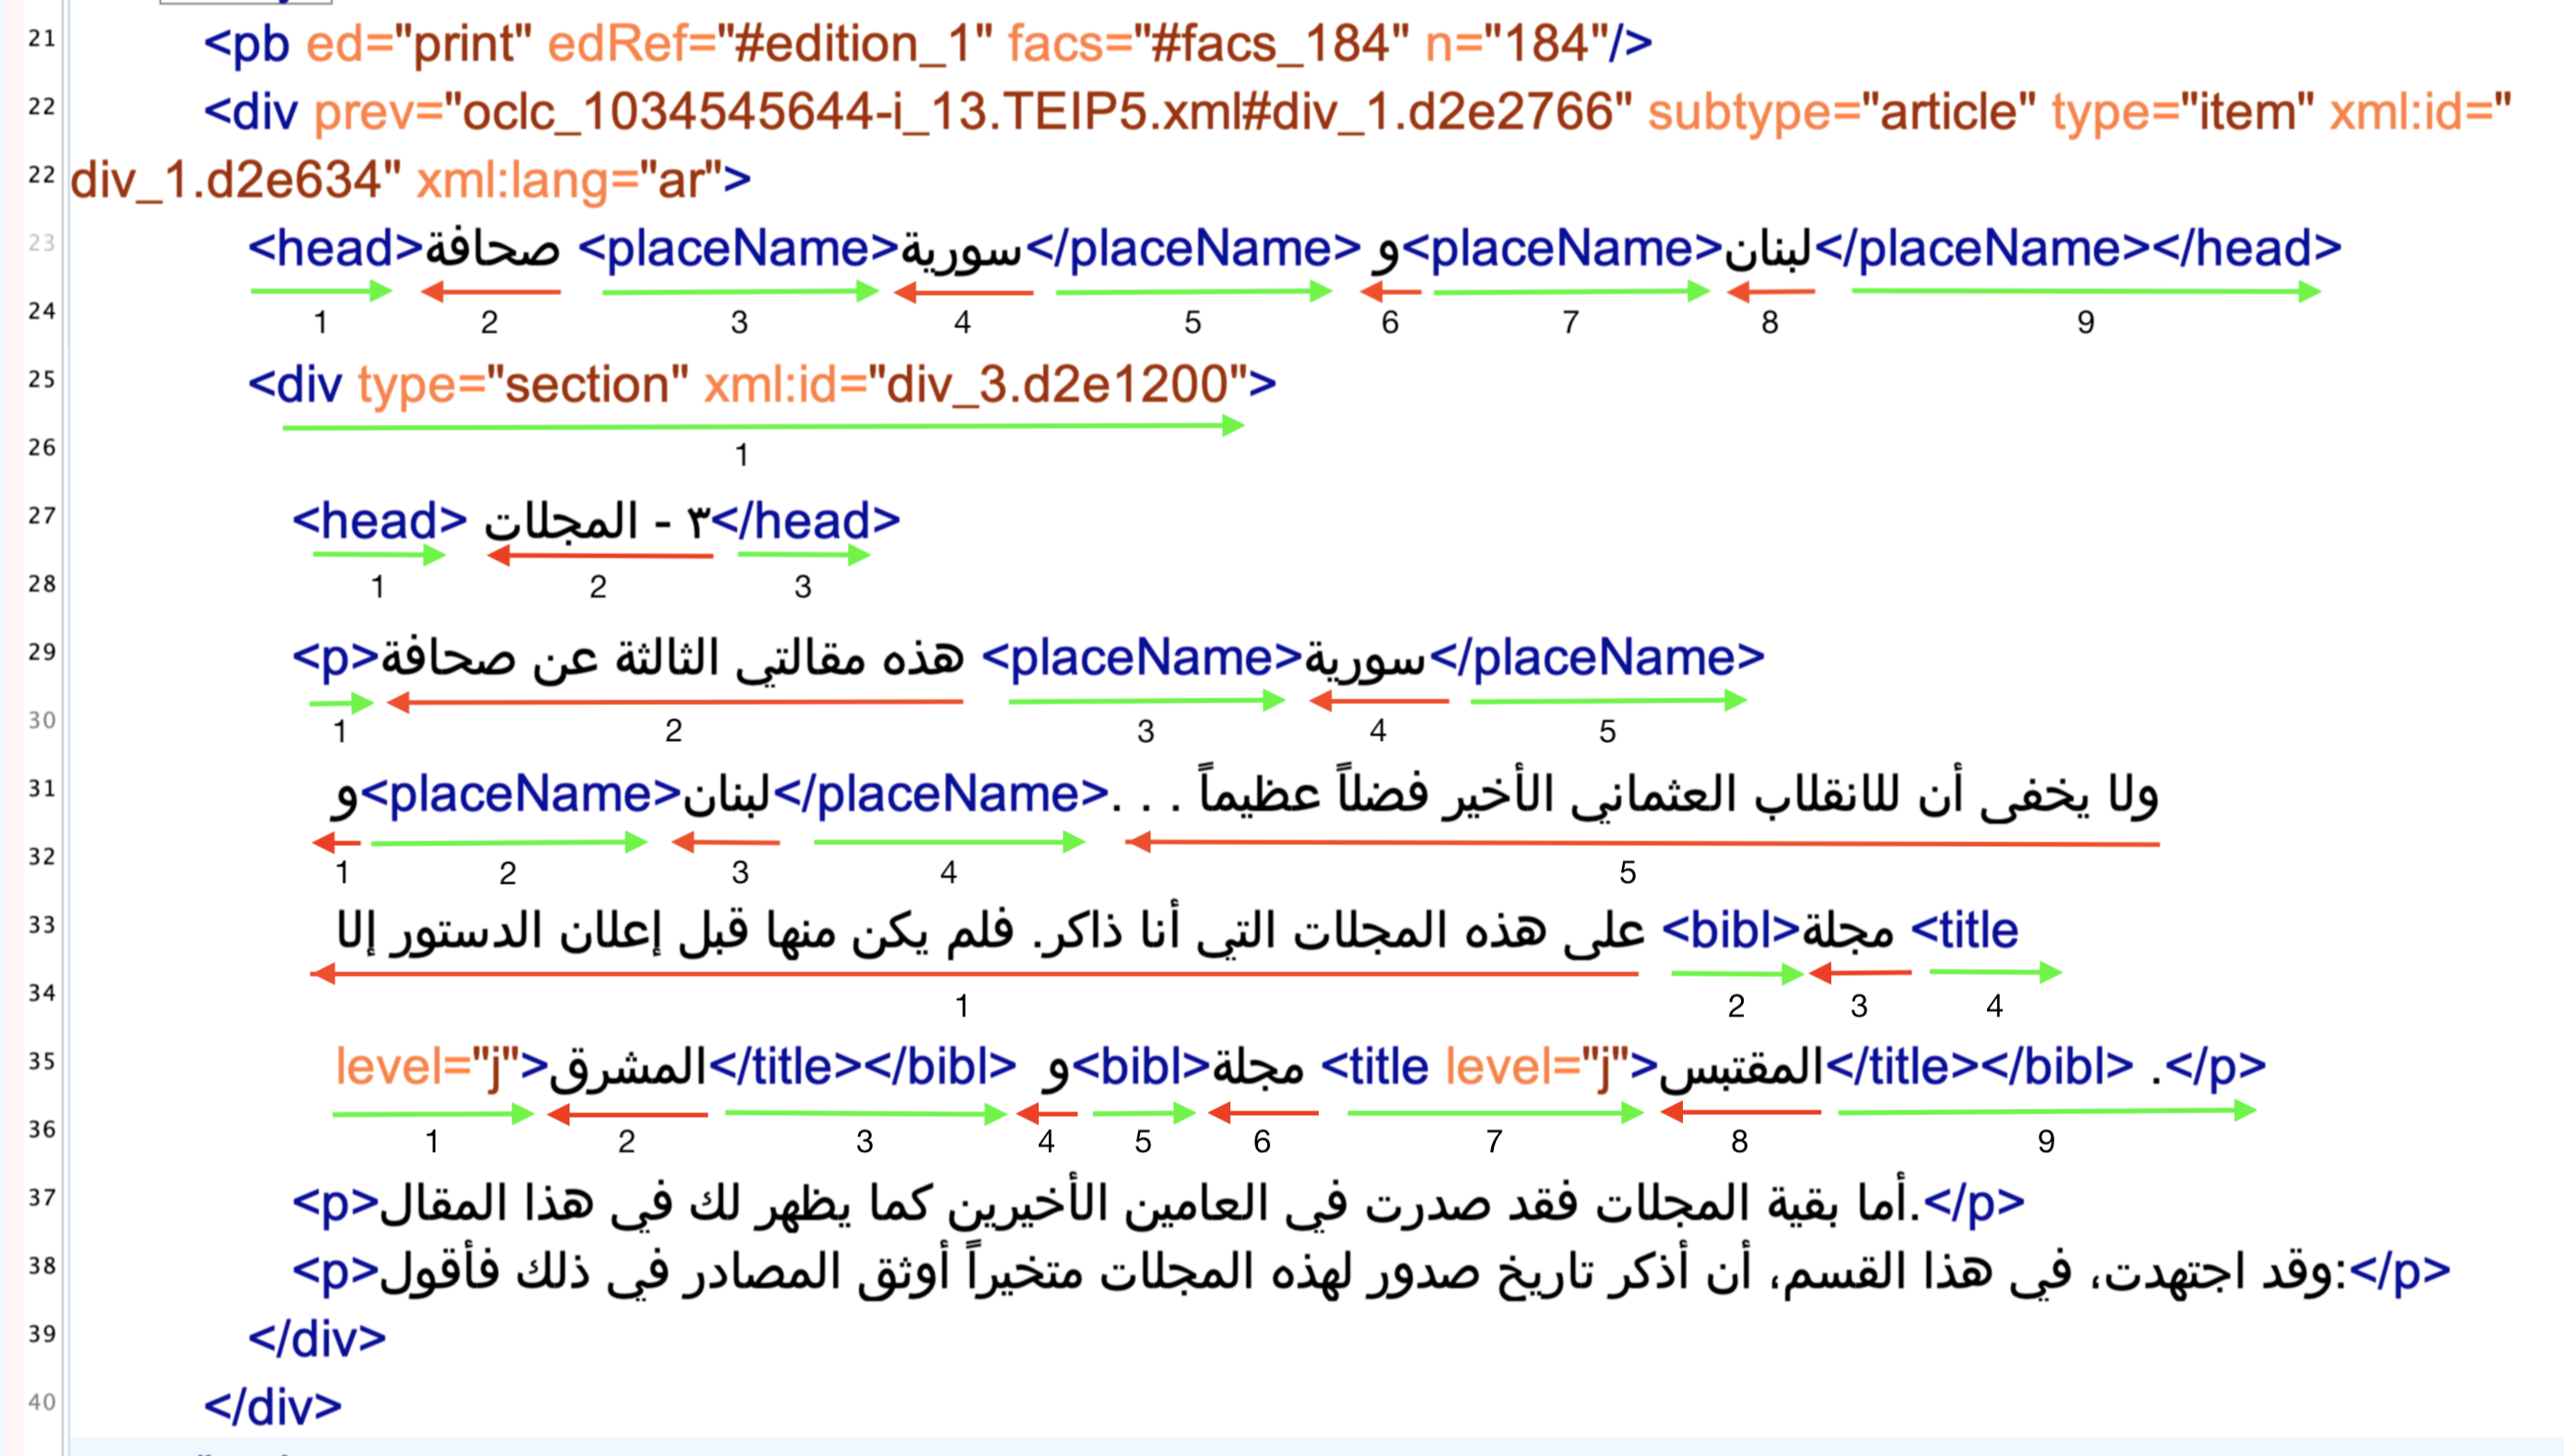 21 <pb ed="print" edRef="#edition_1" facs="#facs_184" n="184"/>
22 <div prev="oclc_1034545644-i_13.TEIP5.xml#div_1.d2e2766" subtype="article" type="item" xml:id="
22 div_1.d2e634" xml:lang="ar">
23 <head>صحافة <placeName>سورية</placeName> و<placeName>لبنان</placeName></head>
24 1 2 3 4 5 6 7 8 9
25 <div type="section" xml:id="div_3.d2e1200">
26 1
27 <head>٣ - المجلات</head>
28 1 2 3
29 <p>هذه مقالتي الثالثة عن صحافة <placeName>سورية</placeName>
30 1 2 3 4 5
31 و<placeName>لبنان</placeName>. ولا يخفى أن للانقلاب العثماني الأخير فضلاً عظيماً . .
32 1 2 3 4 5
33 على هذه المجلات التي أنا ذاكر. فلم يكن منها قبل إعلان الدستور إلا <bibl>مجلة <title
34 1 2 3 4
35 level="j">المشرق</title></bibl> و<bibl>مجلة <title level="j">المقتبس</title></bibl> .</p>
36 1 2 3 4 5 6 7 8 9
37 <p>أما بقية المجلات فقد صدرت في العامين الأخيرين كما يظهر لك في هذا المقال.</p>
38 <p>وقد اجتهدت، في هذا القسم، أن أذكر تاريخ صدور لهذه المجلات متخيراً أوثق المصادر في ذلك فأقول:</p>
39 </div>
40 </div>